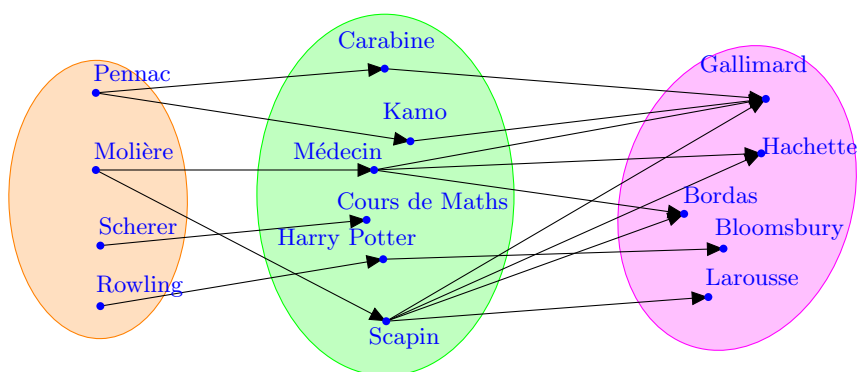 Pennac
Molière
Scherer
Rowling
Carabine
Kamo
Médecin
Cours de Maths
Harry Potter
Scapin
Gallimard
Hachette
Bordas
Bloomsbury
Larousse